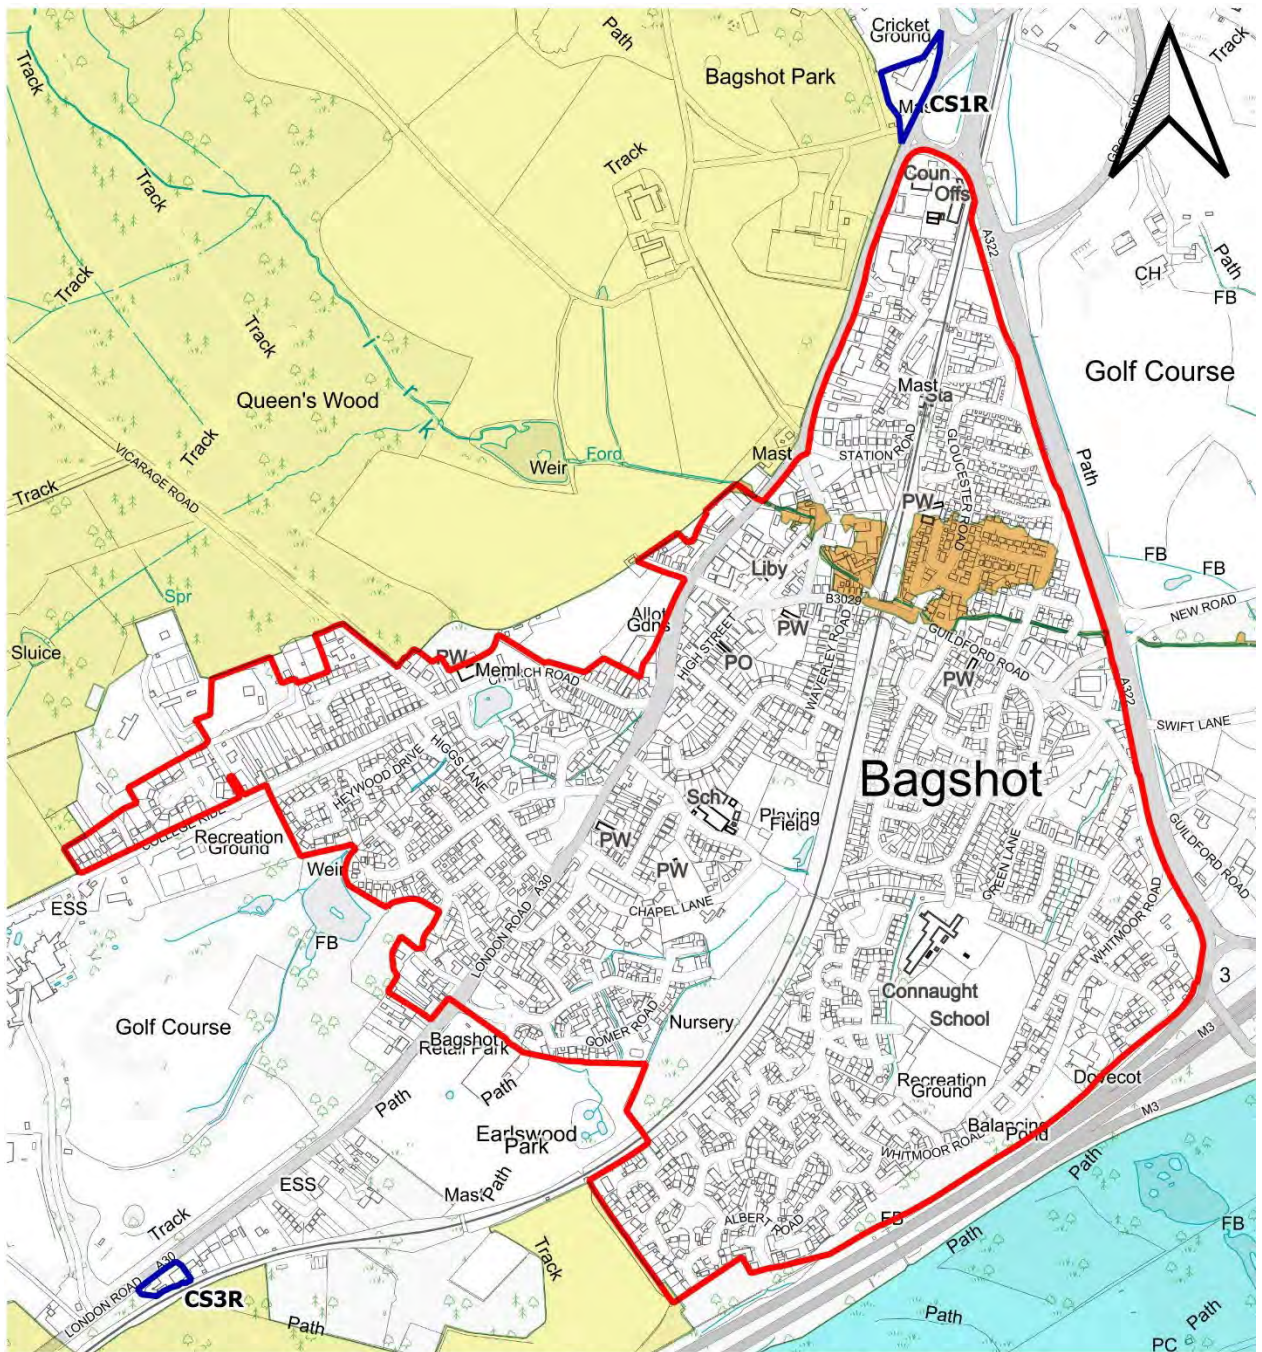 Cricket
Ground
Path
Track
Track
Bagshot Park
CS1R
Track
Coun
Offs
Track
A322
CH
Path
FB
Track
Track
Golf Course
Queen's Wood
Mast
Sta
VICARAGE ROAD
Track
Track
Weir
Ford
Mast
STATION ROAD
GLOUCESTER ROAD
Path
PW
Spr
Liby
FB
FB
B3029
NEW ROAD
Allot
Gdns
Sluice
PW
HIGH STREET
PW
PO
WAVERLEY ROAD
GUILDFORD ROAD
PW
Meml
A322
SWIFT LANE
HEYWOOD DRIVE
HIGGS LANE
Bagshot
Sch
Playing
Field
COLLEGE RIDE
Recreation
Ground
PW
PW
GREEN LANE
GUILDFORD ROAD
Weir
ESS
CHAPEL LANE
WHITMOOR ROAD
FB
LONDON ROAD
A30
3
Connaught
School
Golf Course
Nursery
GOMER ROAD
Bagshot
Retail Park
M3
Path
Path
Recreation
Ground
Dovecot
M3
Earlswood
Park
Balancing
Pond
WHITMOOR ROAD
Path
ESS
Mast
Path
ALBERT ROAD
FB
Path
FB
Track
Track
A30
LONDON ROAD
CS3R
Path
Path
Path
PC